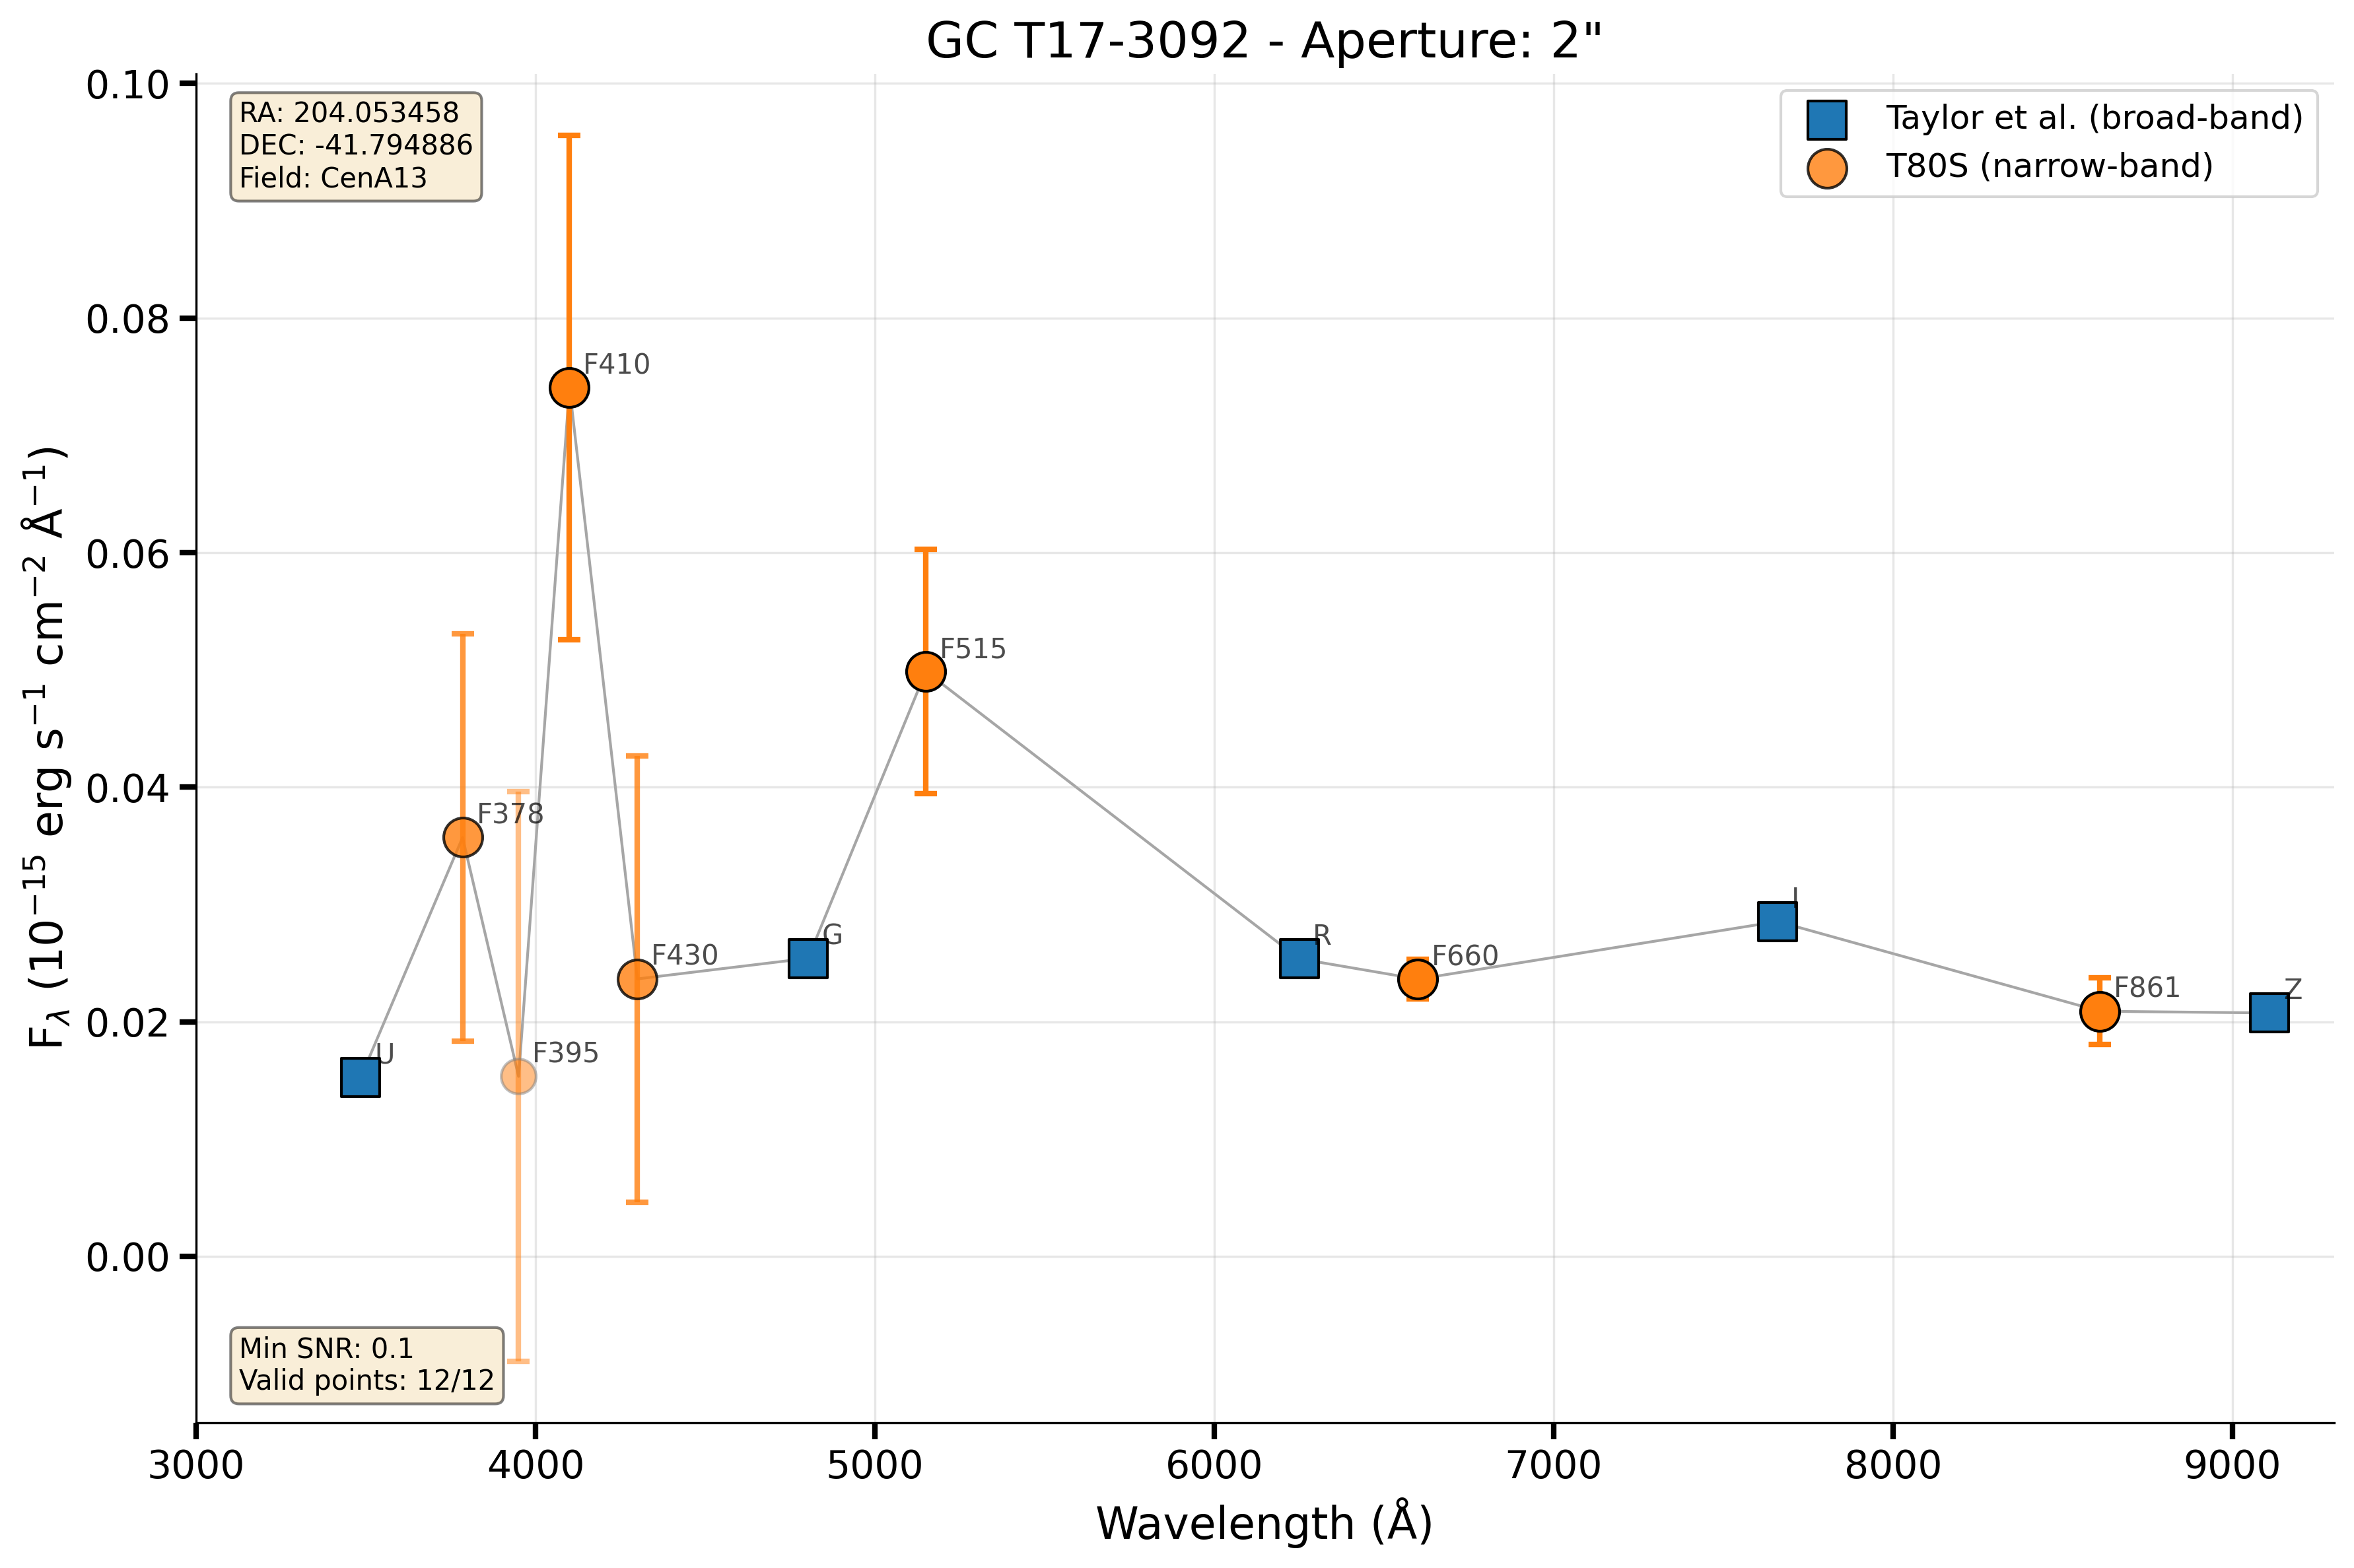 GC T17-3092 - Aperture: 2"
RA: 204.053458
DEC: -41.794886
Field: CenA13
Taylor et al. (broad-band)
T80S (narrow-band)
0.10
0.08
0.06
0.04
0.02
0.00
Fλ (10⁻¹⁵ erg s⁻¹ cm⁻² Å⁻¹)
U
F378
F395
F410
F430
G
F515
R
F660
I
F861
Z
Min SNR: 0.1
Valid points: 12/12
3000
4000
5000
6000
7000
8000
9000
Wavelength (Å)